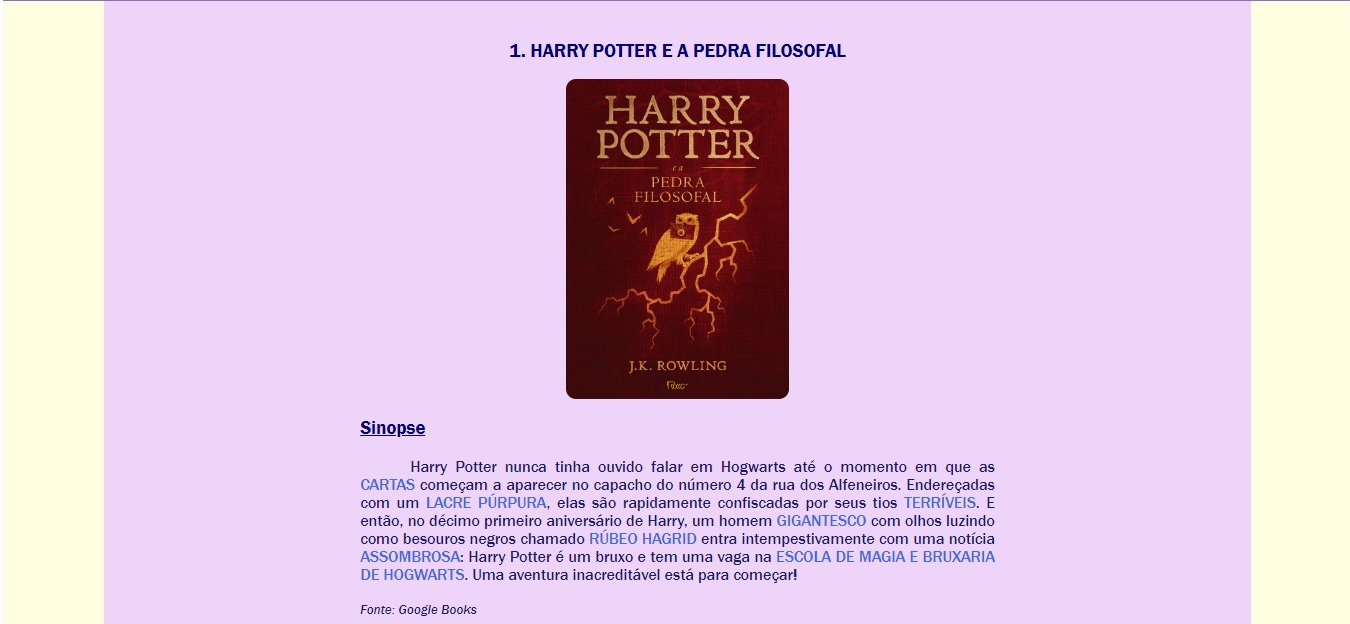 1. HARRY POTTER E A PEDRA FILOSOFAL
HARRY
POTTER
e a
PEDRA
FILOSOFAL
J.K. ROWLING
Sinopse
Harry Potter nunca tinha ouvido falar em Hogwarts até o momento em que as
CARTAS começam a aparecer no capacho do número 4 da rua dos Alfeneiros. Endereçadas
com um LACRE PÚRPURA, elas são rapidamente confiscadas por seus tios TERRÍVEIS. E
então, no décimo primeiro aniversário de Harry, um homem GIGANTESCO com olhos luzindo
como besouros negros chamado RÚBEO HAGRID entra intempestivamente com uma notícia
ASSOMBROSA: Harry Potter é um bruxo e tem uma vaga na ESCOLA DE MAGIA E BRUXARIA
DE HOGWARTS. Uma aventura inacreditável está para começar!
Fonte: Google Books